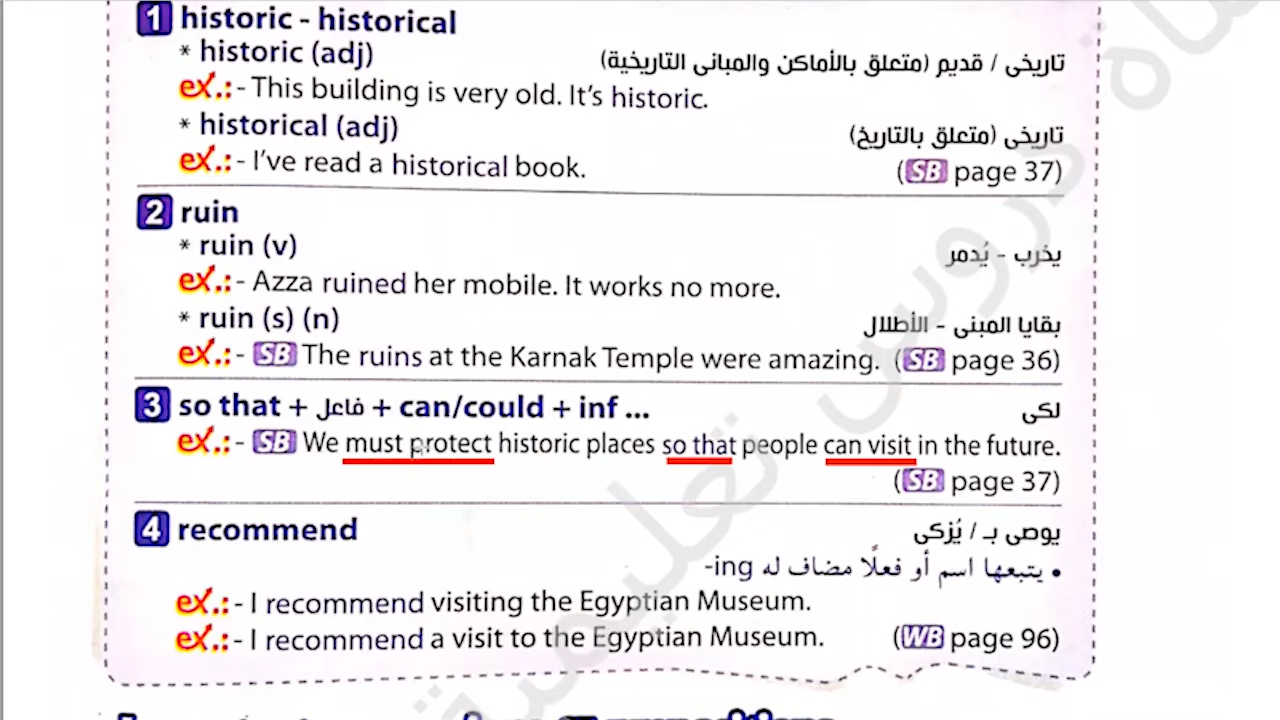 1 historic - historical
* historic (adj) تاريخى / قديم (متعلق بالأماكن والمبانى التاريخية)
ex.: - This building is very old. It's historic.
* historical (adj) تاريخى (متعلق بالتاريخ)
ex.: - I've read a historical book. (SB page 37)
2 ruin
* ruin (v) يخرب - يُدمر
ex.: - Azza ruined her mobile. It works no more.
* ruin (s) (n) بقايا المبنى - الأطلال
ex.: - SB The ruins at the Karnak Temple were amazing. (SB page 36)
3 so that + فاعل + can/could + inf ... لكى
ex.: - SB We must protect historic places so that people can visit in the future.
(SB page 37)
4 recommend يوصى بـ / يُزكى
• يتبعها اسم أو فعلًا مضاف له ing-
ex.: - I recommend visiting the Egyptian Museum.
ex.: - I recommend a visit to the Egyptian Museum. (WB page 96)
دروس تعليمية